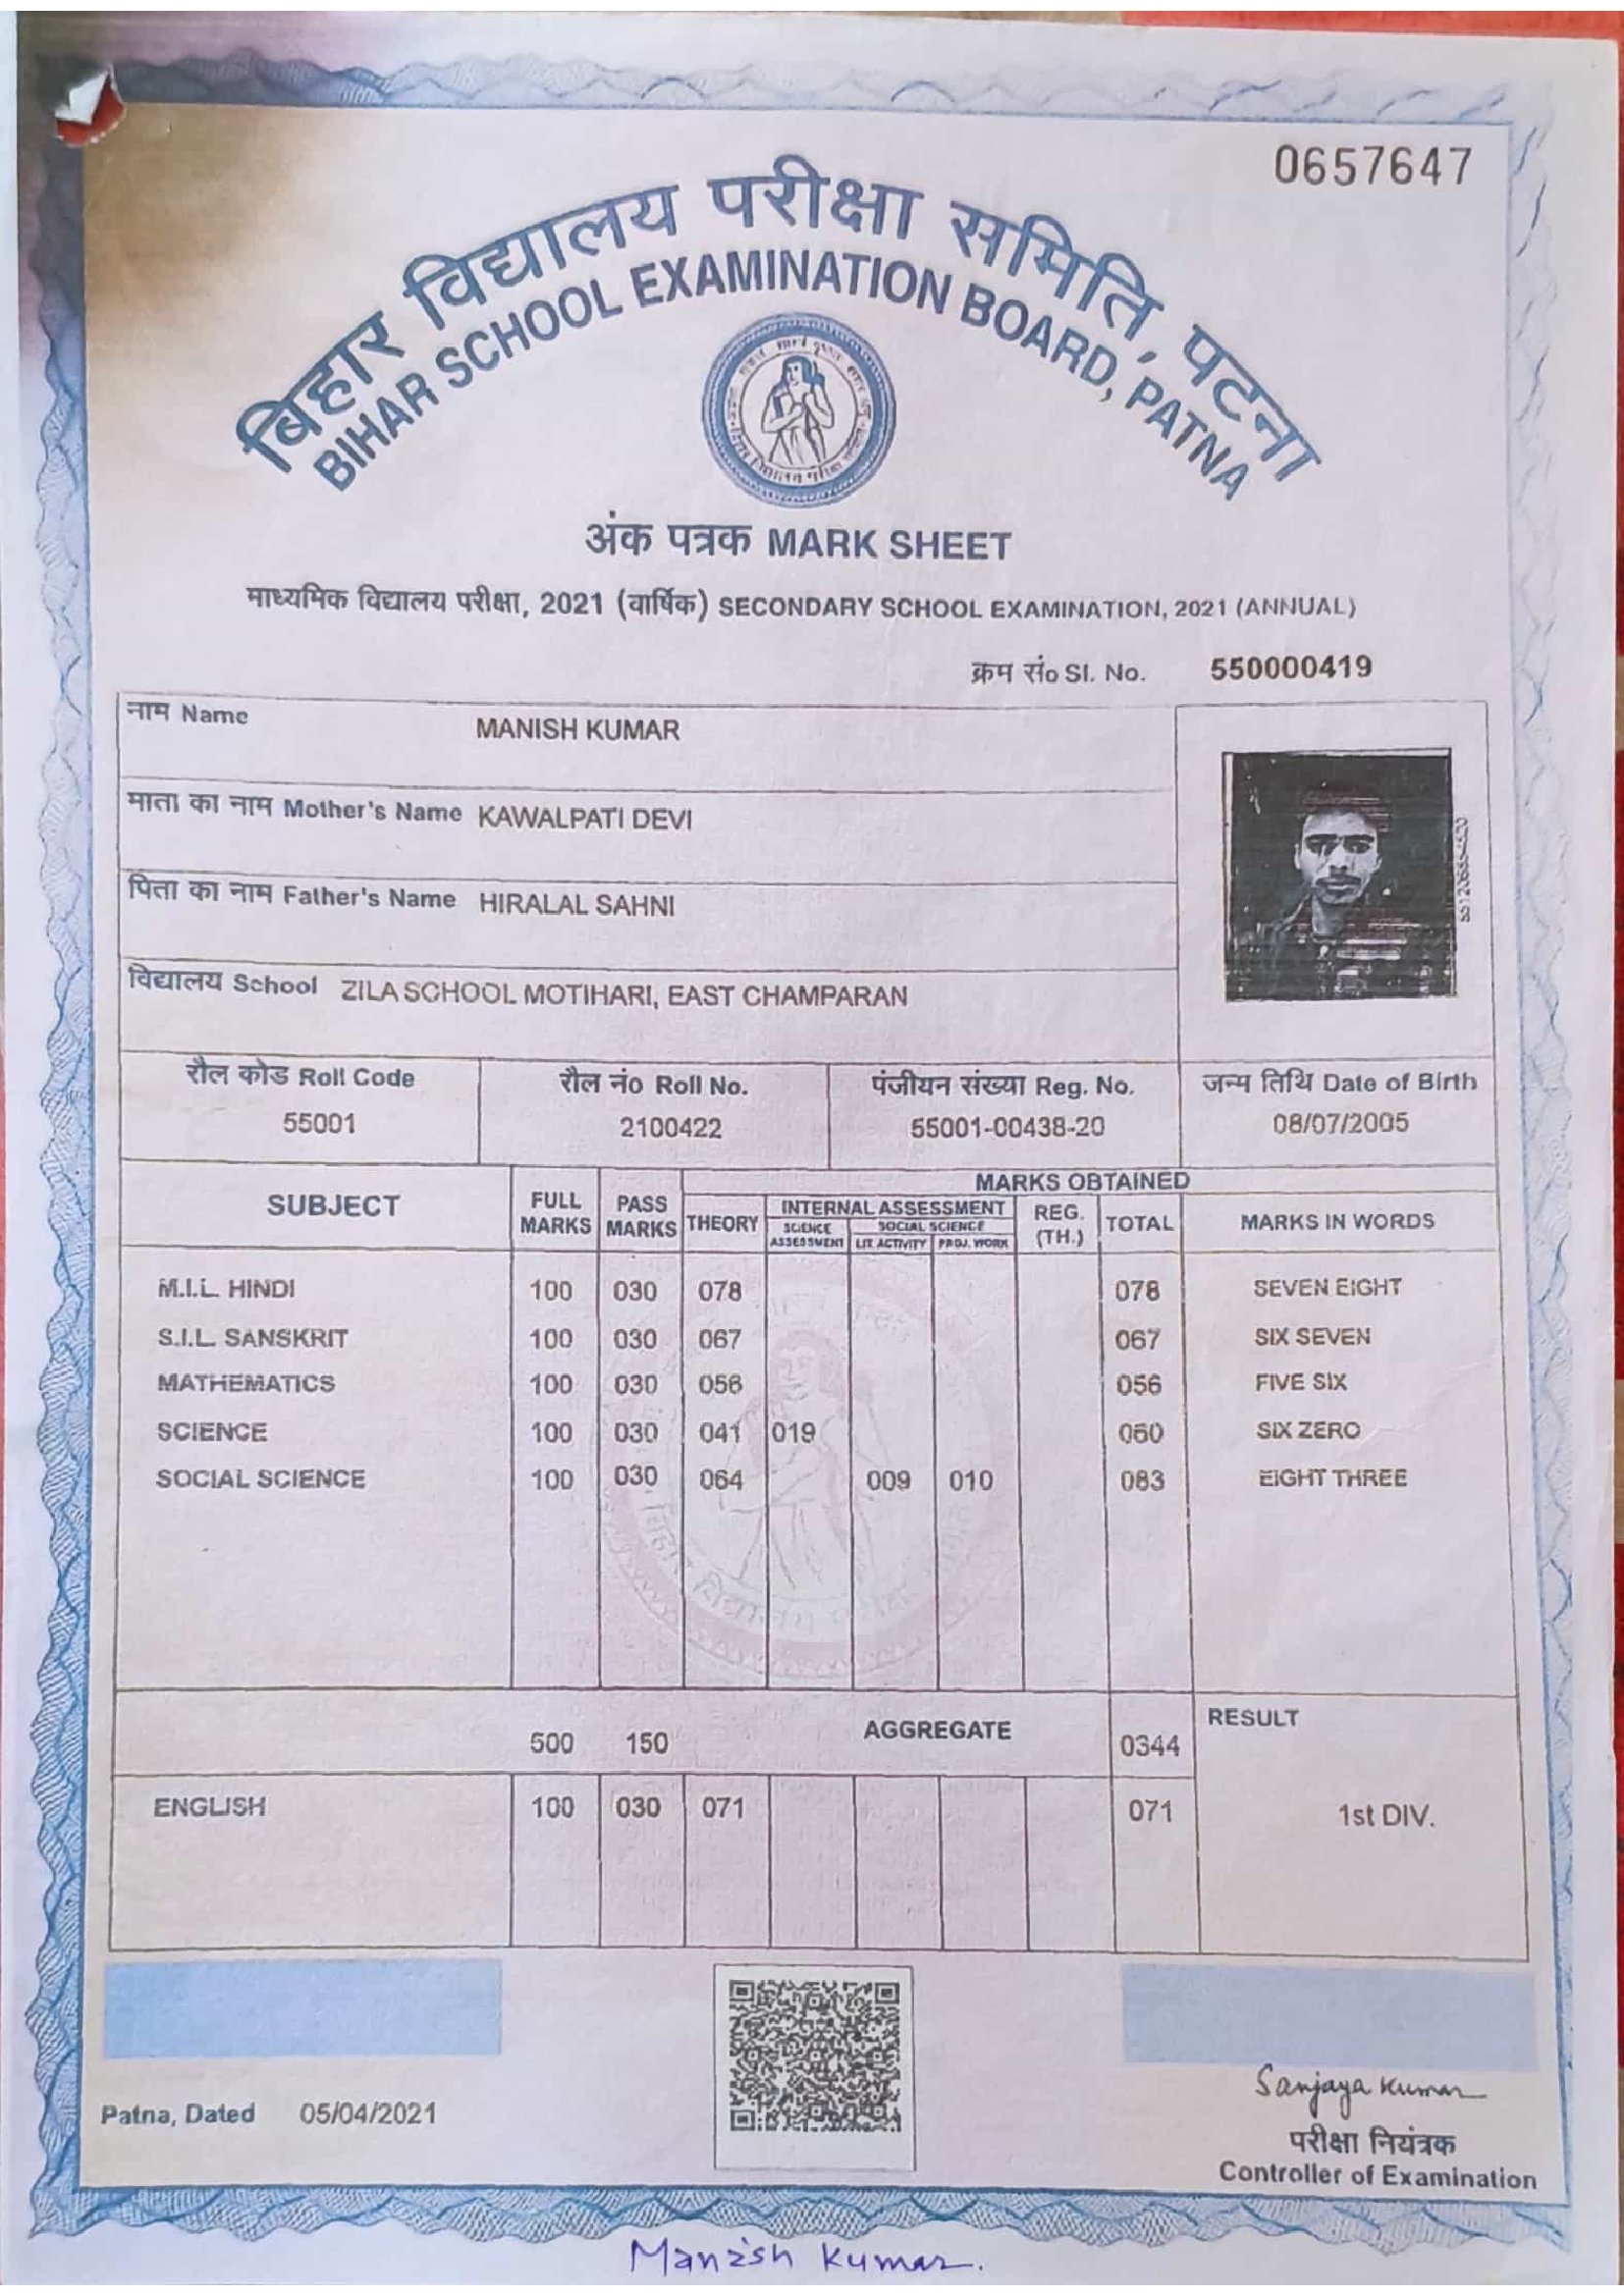 0657647
बिहार विद्यालय परीक्षा समिति, पटना
BIHAR SCHOOL EXAMINATION BOARD, PATNA
अंक पत्रक MARK SHEET
माध्यमिक विद्यालय परीक्षा, 2021 (वार्षिक) SECONDARY SCHOOL EXAMINATION, 2021 (ANNUAL)
क्रम सं० Sl. No. 550000419
नाम Name MANISH KUMAR
माता का नाम Mother's Name KAWALPATI DEVI
पिता का नाम Father's Name HIRALAL SAHNI
विद्यालय School ZILA SCHOOL MOTIHARI, EAST CHAMPARAN
रौल कोड Roll Code रौल नं० Roll No. पंजीयन संख्या Reg. No. जन्म तिथि Date of Birth
55001 2100422 55001-00438-20 08/07/2005
SUBJECT FULL MARKS PASS MARKS MARKS OBTAINED
THEORY INTERNAL ASSESSMENT REG. (TH.) TOTAL MARKS IN WORDS
SCIENCE ASSESSMENT SOCIAL SCIENCE
LIT. ACTIVITY PROJ. WORK
M.I.L. HINDI 100 030 078 078 SEVEN EIGHT
S.I.L. SANSKRIT 100 030 067 067 SIX SEVEN
MATHEMATICS 100 030 056 056 FIVE SIX
SCIENCE 100 030 041 019 060 SIX ZERO
SOCIAL SCIENCE 100 030 064 009 010 083 EIGHT THREE
500 150 AGGREGATE 0344 RESULT
ENGLISH 100 030 071 071 1st DIV.
Patna, Dated 05/04/2021
Sanjaya Kumar
परीक्षा नियंत्रक
Controller of Examination
Manish Kumar.